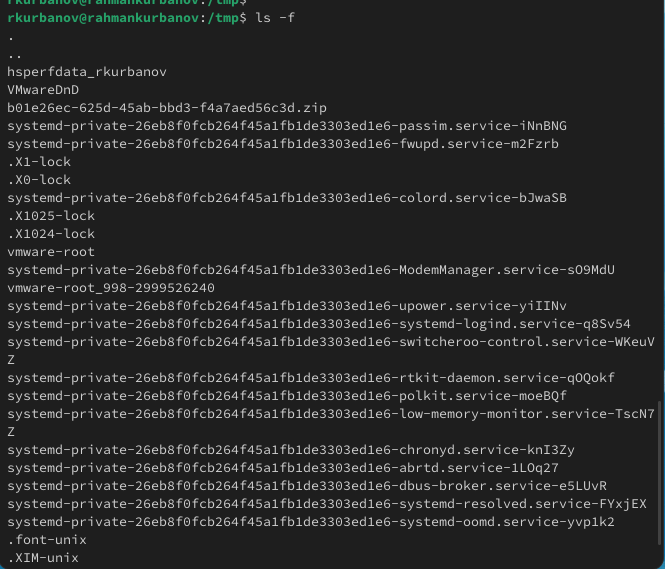 rkurbanov@rahmankurbanov:/tmp$
rkurbanov@rahmankurbanov:/tmp$ ls -f
.
..
hsperfdata_rkurbanov
VMwareDnD
b01e26ec-625d-45ab-bbd3-f4a7aed56c3d.zip
systemd-private-26eb8f0fcb264f45a1fb1de3303ed1e6-passim.service-iNnBNG
systemd-private-26eb8f0fcb264f45a1fb1de3303ed1e6-fwupd.service-m2Fzrb
.X1-lock
.X0-lock
systemd-private-26eb8f0fcb264f45a1fb1de3303ed1e6-colord.service-bJwaSB
.X1025-lock
.X1024-lock
vmware-root
systemd-private-26eb8f0fcb264f45a1fb1de3303ed1e6-ModemManager.service-sO9MdU
vmware-root_998-2999526240
systemd-private-26eb8f0fcb264f45a1fb1de3303ed1e6-upower.service-yiIINv
systemd-private-26eb8f0fcb264f45a1fb1de3303ed1e6-systemd-logind.service-q8Sv54
systemd-private-26eb8f0fcb264f45a1fb1de3303ed1e6-switcheroo-control.service-WKeuV
Z
systemd-private-26eb8f0fcb264f45a1fb1de3303ed1e6-rtkit-daemon.service-qOQokf
systemd-private-26eb8f0fcb264f45a1fb1de3303ed1e6-polkit.service-moeBQf
systemd-private-26eb8f0fcb264f45a1fb1de3303ed1e6-low-memory-monitor.service-TscN7
Z
systemd-private-26eb8f0fcb264f45a1fb1de3303ed1e6-chronyd.service-knI3Zy
systemd-private-26eb8f0fcb264f45a1fb1de3303ed1e6-abrtd.service-1LOq27
systemd-private-26eb8f0fcb264f45a1fb1de3303ed1e6-dbus-broker.service-e5LUvR
systemd-private-26eb8f0fcb264f45a1fb1de3303ed1e6-systemd-resolved.service-FYxjEX
systemd-private-26eb8f0fcb264f45a1fb1de3303ed1e6-systemd-oomd.service-yvp1k2
.font-unix
.XIM-unix